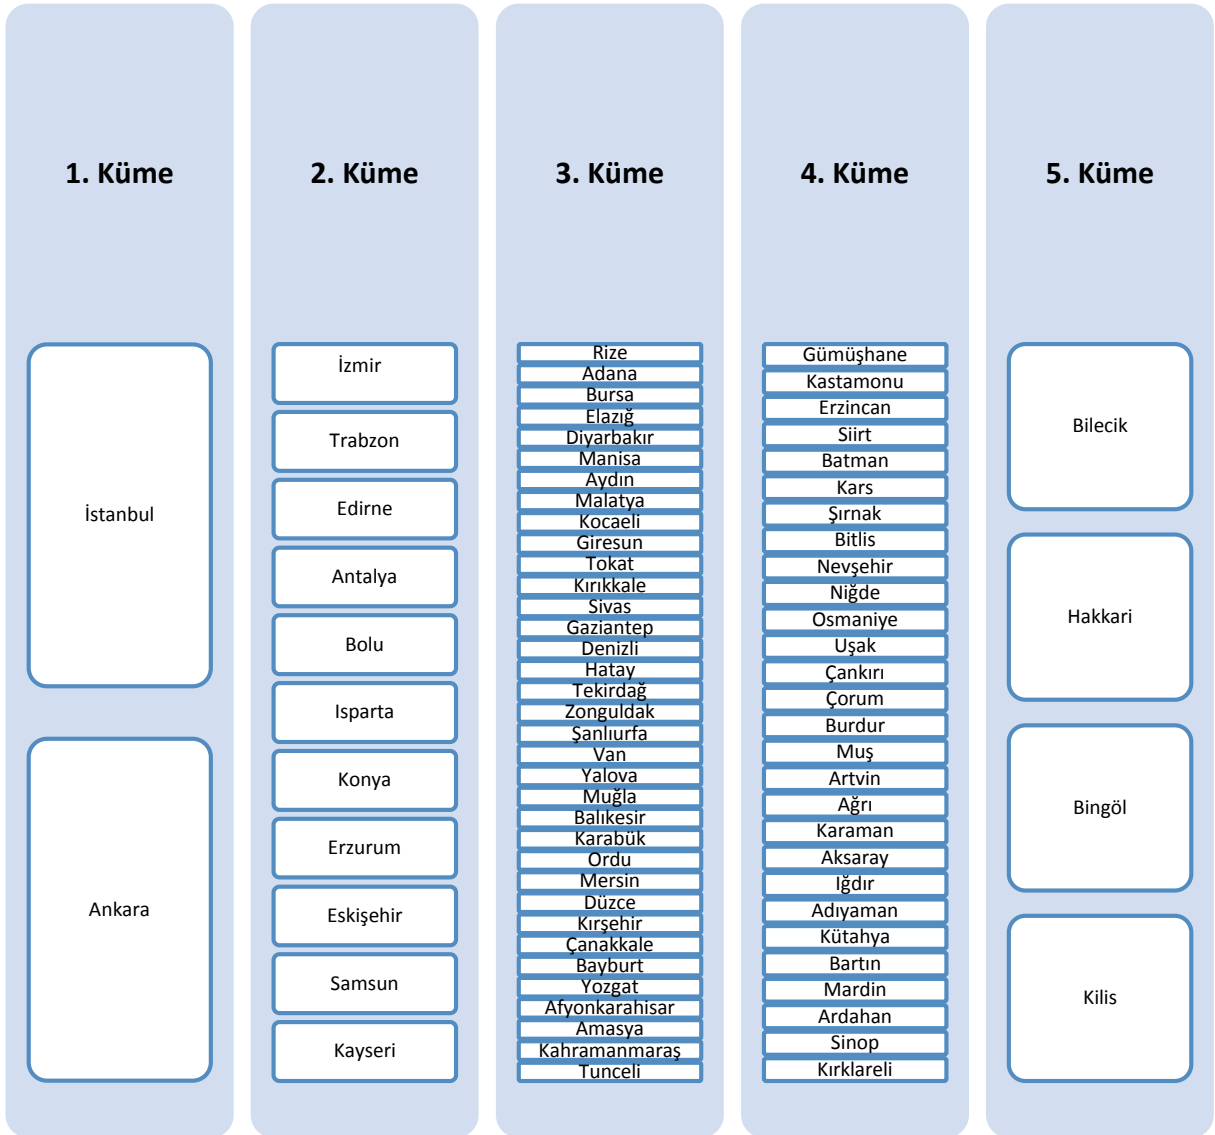 1. Küme
İstanbul
Ankara
2. Küme
İzmir
Trabzon
Edirne
Antalya
Bolu
Isparta
Konya
Erzurum
Eskişehir
Samsun
Kayseri
3. Küme
Rize
Adana
Bursa
Elazığ
Diyarbakır
Manisa
Aydın
Malatya
Kocaeli
Giresun
Tokat
Kırıkkale
Sivas
Gaziantep
Denizli
Hatay
Tekirdağ
Zonguldak
Şanlıurfa
Van
Yalova
Muğla
Balıkesir
Karabük
Ordu
Mersin
Düzce
Kırşehir
Çanakkale
Bayburt
Yozgat
Afyonkarahisar
Amasya
Kahramanmaraş
Tunceli
4. Küme
Gümüşhane
Kastamonu
Erzincan
Siirt
Batman
Kars
Şırnak
Bitlis
Nevşehir
Niğde
Osmaniye
Uşak
Çankırı
Çorum
Burdur
Muş
Artvin
Ağrı
Karaman
Aksaray
Iğdır
Adıyaman
Kütahya
Bartın
Mardin
Ardahan
Sinop
Kırklareli
5. Küme
Bilecik
Hakkari
Bingöl
Kilis